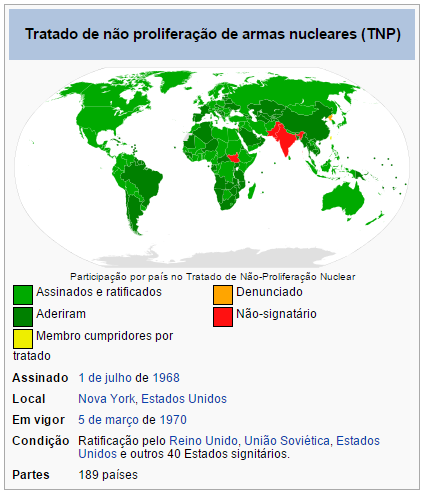 Tratado de não proliferação de armas nucleares (TNP)
Participação por país no Tratado de Não-Proliferação Nuclear
Assinados e ratificados
Denunciado
Aderiram
Não-signatário
Membro cumpridores por
tratado
Assinado 1 de julho de 1968
Local Nova York, Estados Unidos
Em vigor 5 de março de 1970
Condição Ratificação pelo Reino Unido, União Soviética, Estados
Unidos e outros 40 Estados signitários.
Partes 189 países